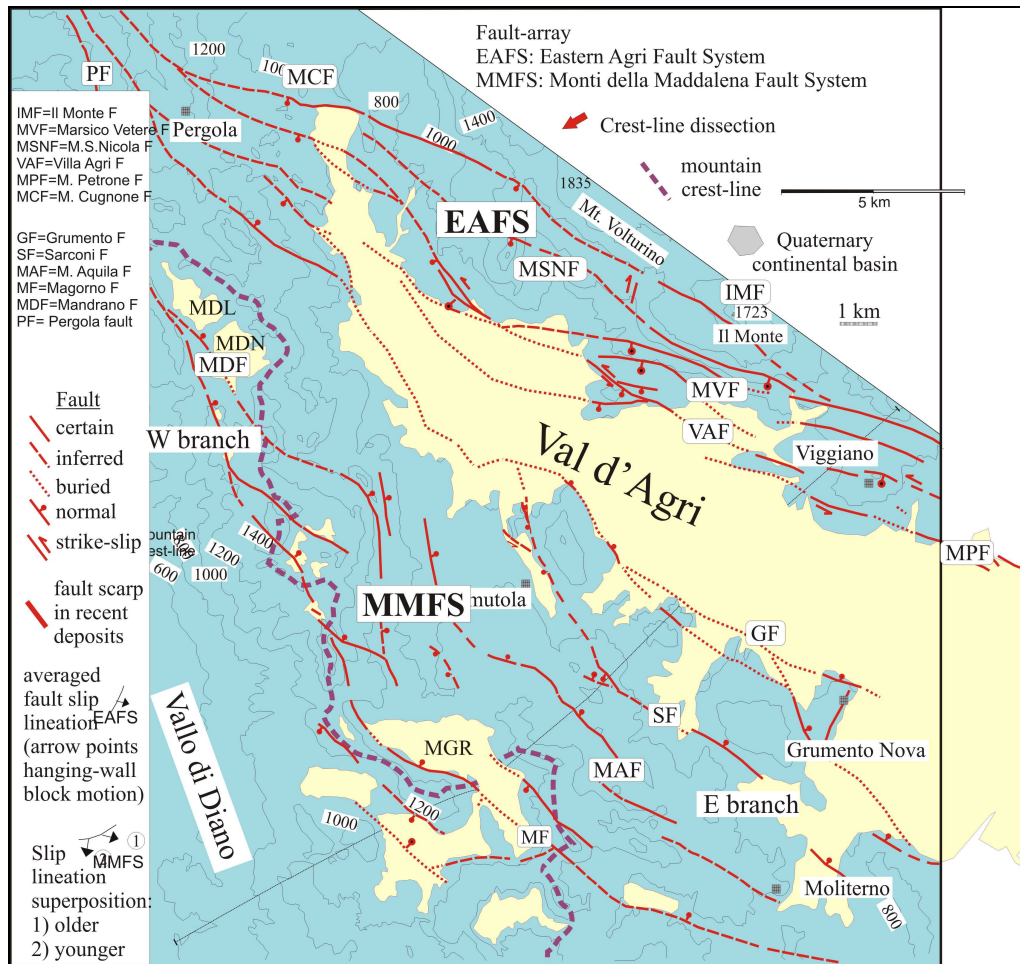 Fault-array
EAFS: Eastern Agri Fault System
MMFS: Monti della Maddalena Fault System
Crest-line dissection
mountain
crest-line
5 km
Quaternary
continental basin
1 km
IMF=Il Monte F
MVF=Marsico Vetere F
MSNF=M.S.Nicola F
VAF=Villa Agri F
MPF=M. Petrone F
MCF=M. Cugnone F
GF=Grumento F
SF=Sarconi F
MAF=M. Aquila F
MF=Magorno F
MDF=Mandrano F
PF= Pergola fault
Fault
certain
inferred
buried
normal
strike-slip
fault scarp
in recent
deposits
averaged
fault slip
lineation
EAFS
(arrow points
hanging-wall
block motion)
1
2
MMFS
Slip
lineation
superposition:
1) older
2) younger
PF
1200
MCF
800
1000
1400
Pergola
1835
Mt. Volturino
EAFS
MSNF
IMF
1723
Il Monte
MDL
MDN
MDF
MVF
VAF
W branch
Val d'Agri
Viggiano
1400
1200
1000
600
MPF
MMFS
mutola
GF
SF
Grumento Nova
MGR
MAF
E branch
Vallo di Diano
1200
1000
MF
Moliterno
800